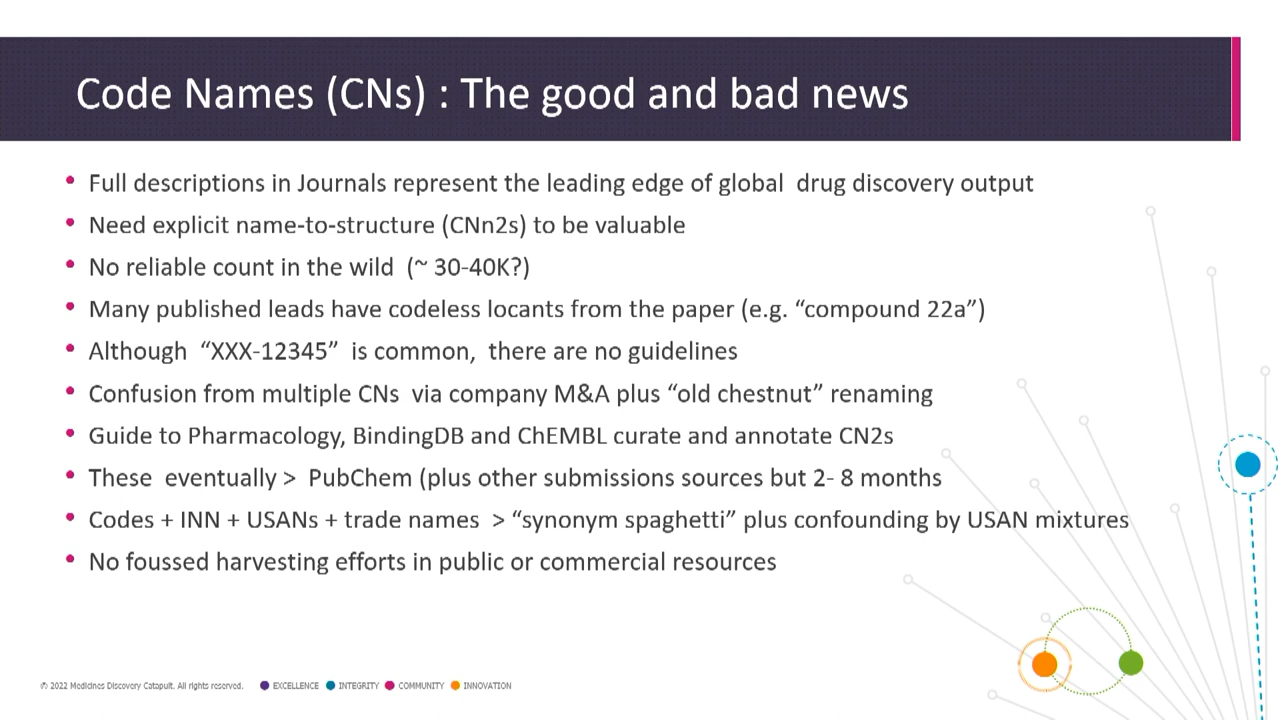 Code Names (CNs) : The good and bad news
• Full descriptions in Journals represent the leading edge of global drug discovery output
• Need explicit name-to-structure (CNn2s) to be valuable
• No reliable count in the wild (~ 30-40K?)
• Many published leads have codeless locants from the paper (e.g. “compound 22a”)
• Although “XXX-12345” is common, there are no guidelines
• Confusion from multiple CNs via company M&A plus “old chestnut” renaming
• Guide to Pharmacology, BindingDB and ChEMBL curate and annotate CN2s
• These eventually > PubChem (plus other submissions sources but 2- 8 months
• Codes + INN + USANs + trade names > “synonym spaghetti” plus confounding by USAN mixtures
• No foussed harvesting efforts in public or commercial resources
© 2022 Medicines Discovery Catapult. All rights reserved. EXCELLENCE INTEGRITY COMMUNITY INNOVATION